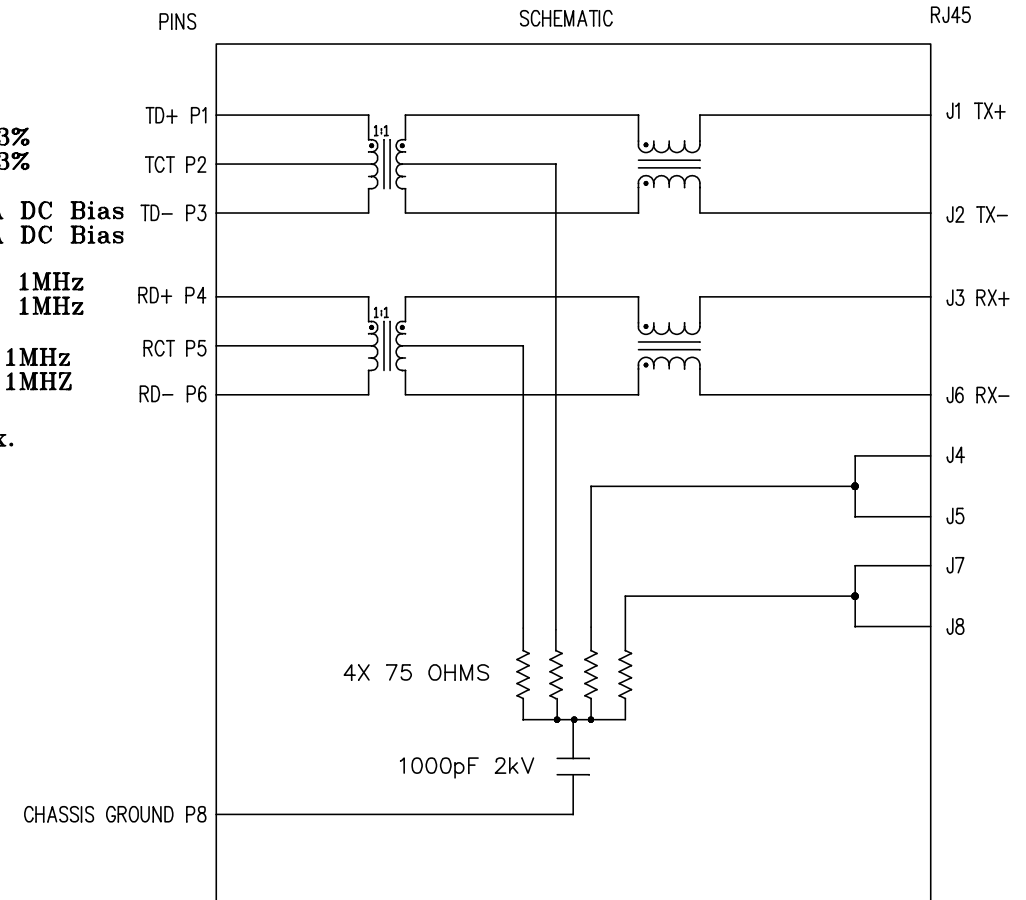 PINS
SCHEMATIC
RJ45
TD+ P1
1:1
J1 TX+
3%
3%
TCT P2
A DC Bias
TD- P3
J2 TX-
A DC Bias
1MHz
RD+ P4
J3 RX+
1MHz
1:1
RCT P5
1MHz
1MHZ
RD- P6
J6 RX-
x.
J4
J5
J7
J8
4X 75 OHMS
1000pF 2kV
CHASSIS GROUND P8